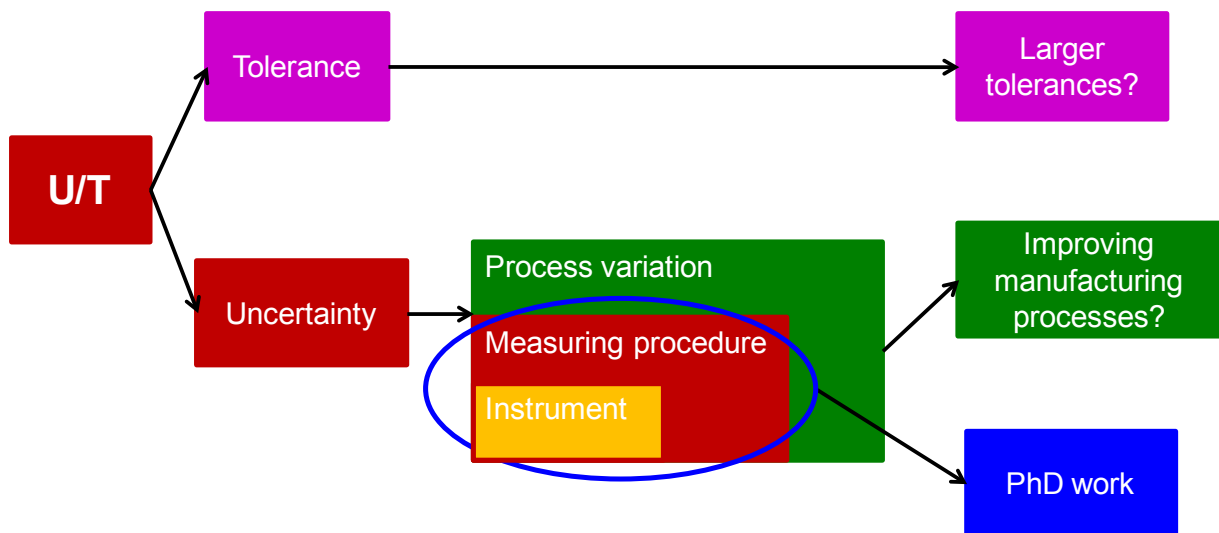 U/T
Tolerance
Larger
tolerances?
Uncertainty
Process variation
Measuring procedure
Instrument
Improving
manufacturing
processes?
PhD work